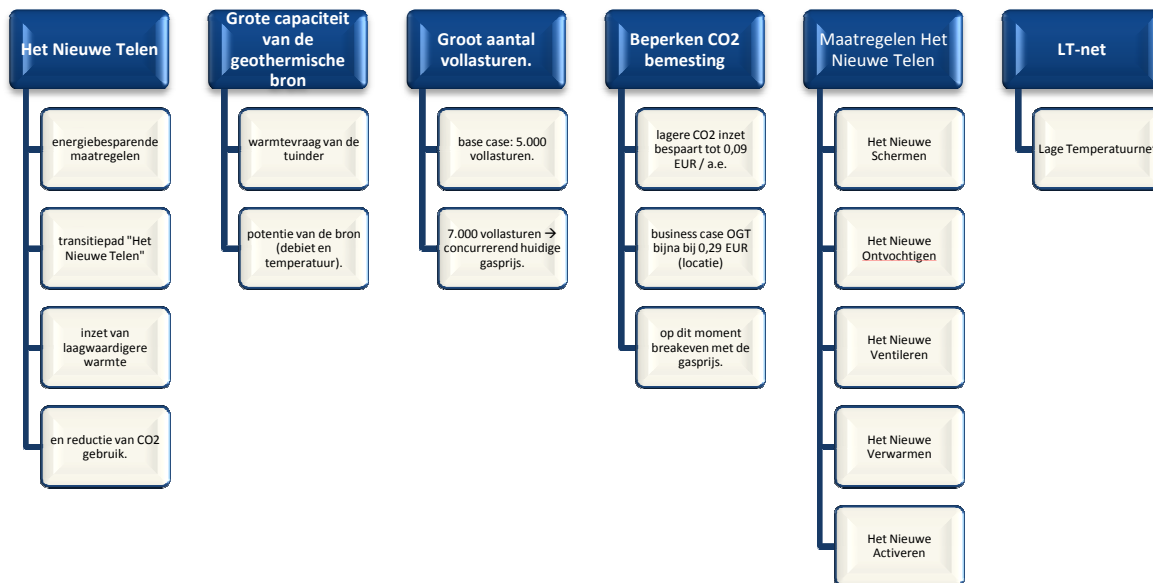 Het Nieuwe Telen
energiebesparende
maatregelen
transitiepad "Het
Nieuwe Telen"
inzet van
laagwaardigere
warmte
en reductie van CO2
gebruik.
Grote capaciteit
van de
geothermische
bron
warmtevraag van de
tuinder
potentie van de bron
(debiet en
temperatuur).
Groot aantal
vollasturen.
base case: 5.000
vollasturen.
7.000 vollasturen →
concurrerend huidige
gasprijs.
Beperken CO2
bemesting
lagere CO2 inzet
bespaart tot 0,09
EUR / a.e.
business case OGT
bijna bij 0,29 EUR
(locatie)
op dit moment
breakeven met de
gasprijs.
Maatregelen Het
Nieuwe Telen
Het Nieuwe
Schermen
Het Nieuwe
Ontvochtigen
Het Nieuwe
Ventileren
Het Nieuwe
Verwarmen
Het Nieuwe
Activeren
LT-net
Lage Temperatuurnet